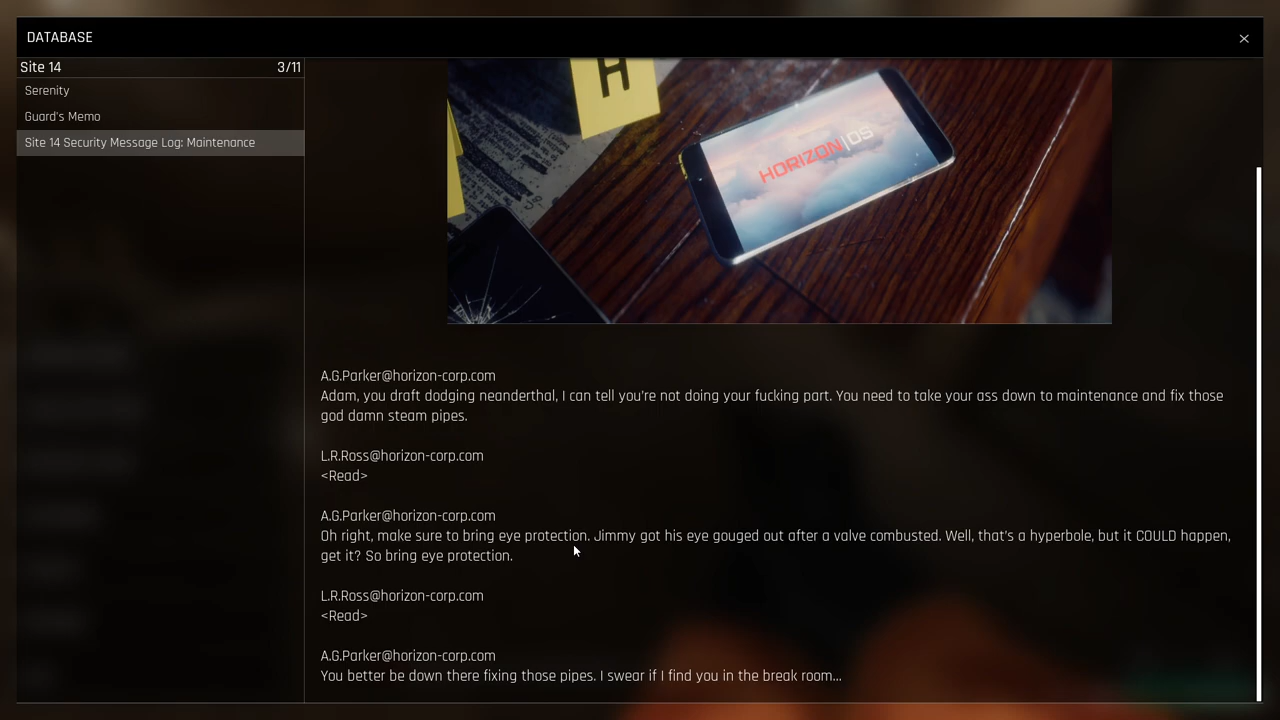 DATABASE
Site 14 3/11
Serenity
Guard's Memo
Site 14 Security Message Log: Maintenance
H
HORIZON|OS
A.G.Parker@horizon-corp.com
Adam, you draft dodging neanderthal, I can tell you're not doing your fucking part. You need to take your ass down to maintenance and fix those
god damn steam pipes.
L.R.Ross@horizon-corp.com
<Read>
A.G.Parker@horizon-corp.com
Oh right, make sure to bring eye protection. Jimmy got his eye gouged out after a valve combusted. Well, that's a hyperbole, but it COULD happen,
get it? So bring eye protection.
L.R.Ross@horizon-corp.com
<Read>
A.G.Parker@horizon-corp.com
You better be down there fixing those pipes. I swear if I find you in the break room...